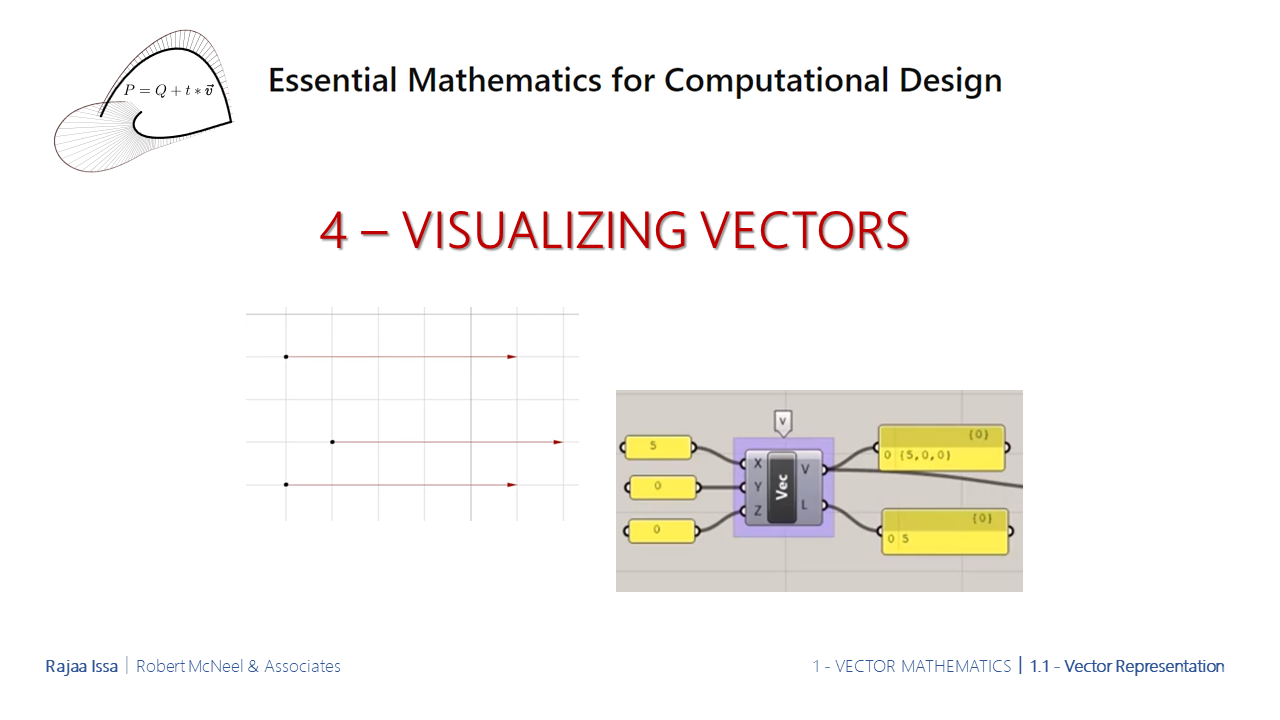 P = Q + t * v⃗
Essential Mathematics for Computational Design
4 – VISUALIZING VECTORS
V
5
0
0
X
Y
Z
Vec
V
L
{0}
0 {5,0,0}
{0}
0 5
Rajaa Issa | Robert McNeel & Associates
1 - VECTOR MATHEMATICS | 1.1 - Vector Representation